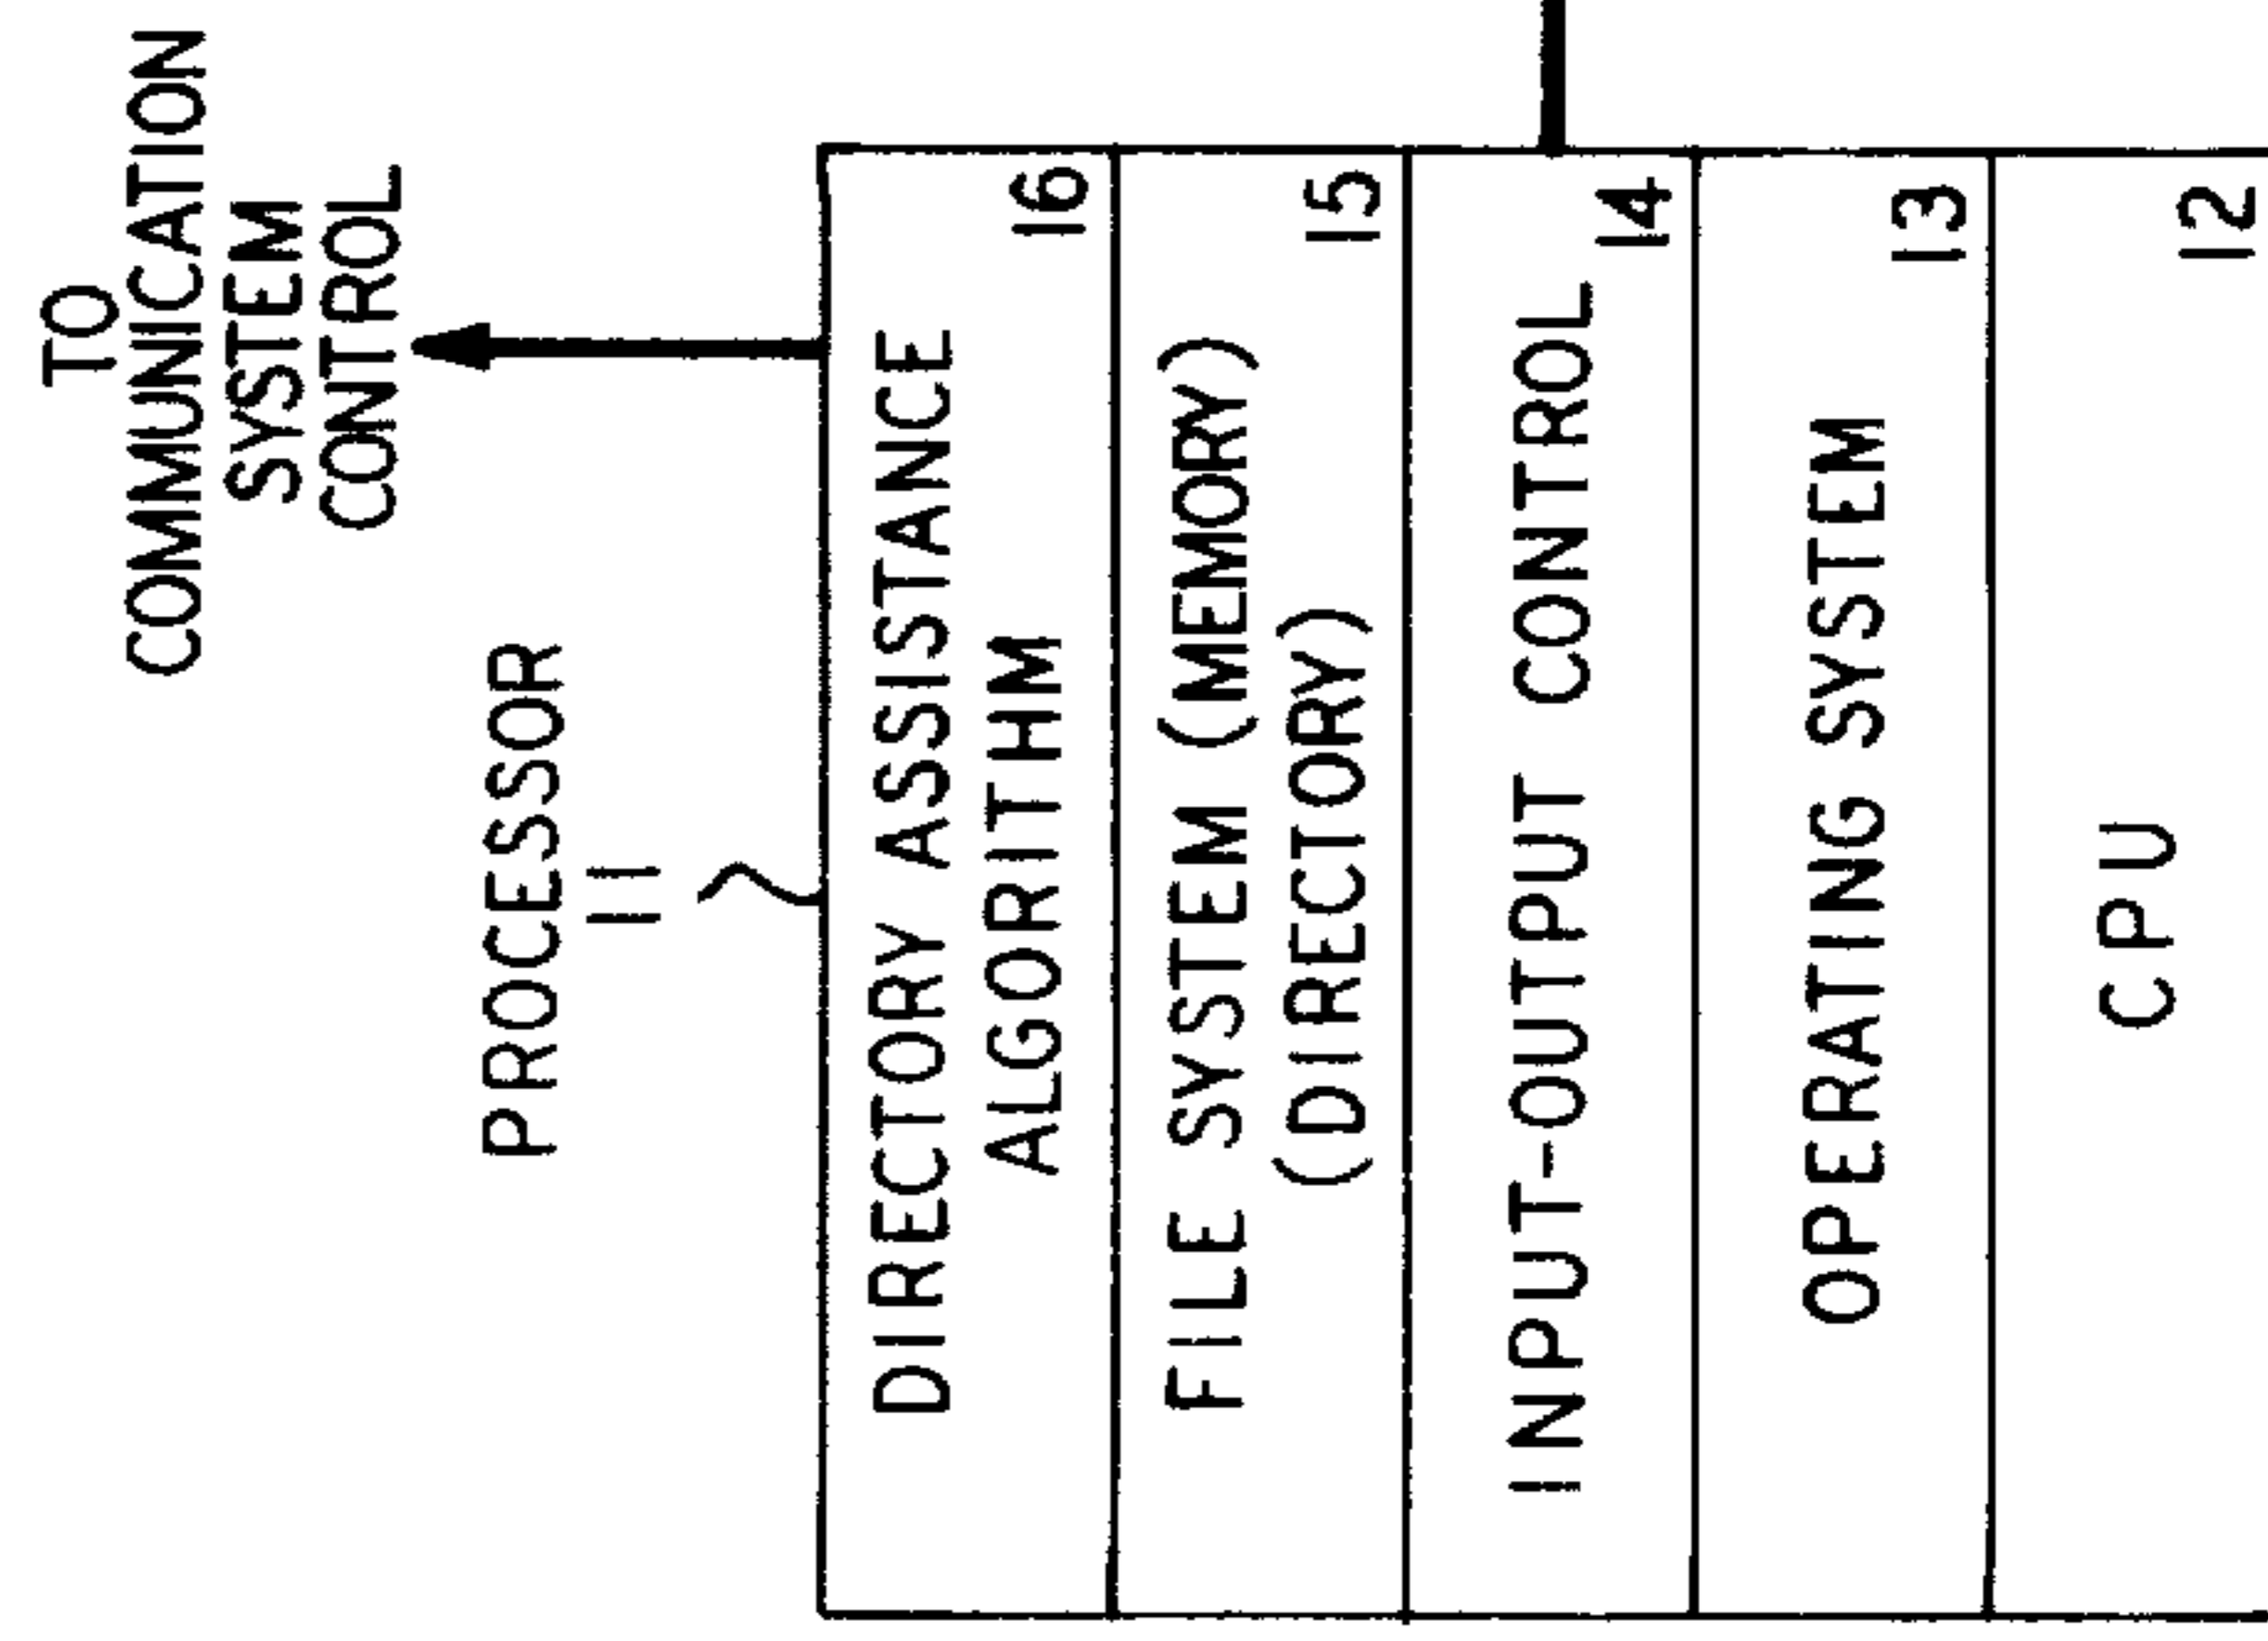 TO
COMMUNICATION
SYSTEM
CONTROL
PROCESSOR
11
DIRECTORY ASSISTANCE
ALGORITHM
16
FILE SYSTEM (MEMORY)
(DIRECTORY)
15
INPUT-OUTPUT CONTROL
14
OPERATING SYSTEM
13
CPU
12